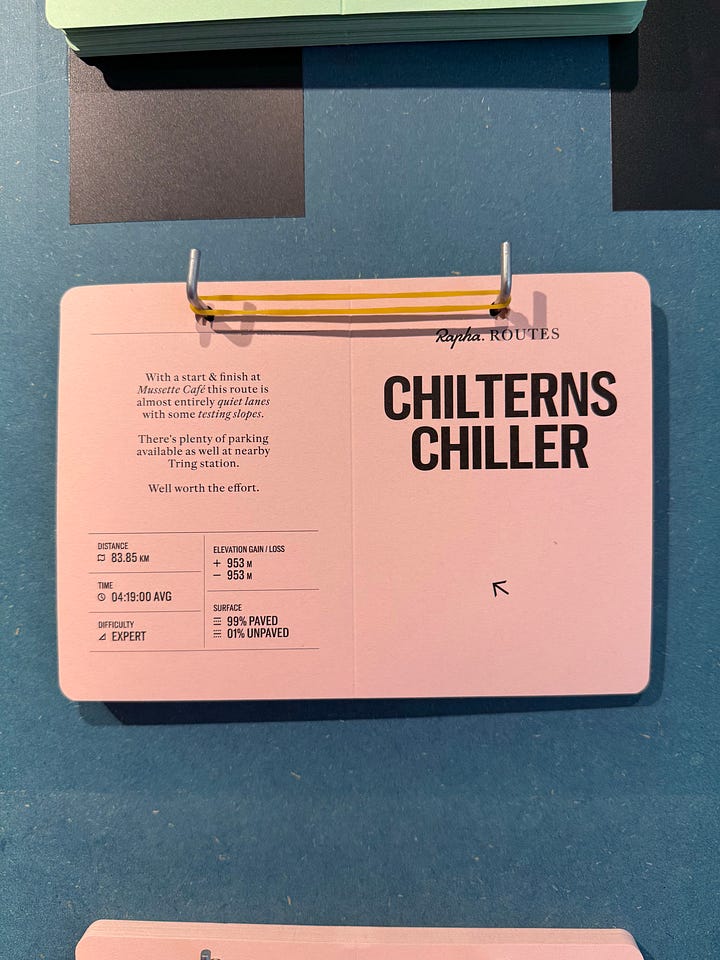 With a start & finish at
Mussette Café this route is
almost entirely quiet lanes
with some testing slopes.
There's plenty of parking
available as well at nearby
Tring station.
Well worth the effort.
DISTANCE
83.85 KM
TIME
04:19:00 AVG
DIFFICULTY
EXPERT
ELEVATION GAIN / LOSS
+ 953 M
− 953 M
SURFACE
99% PAVED
01% UNPAVED
Rapha. ROUTES
CHILTERNS
CHILLER